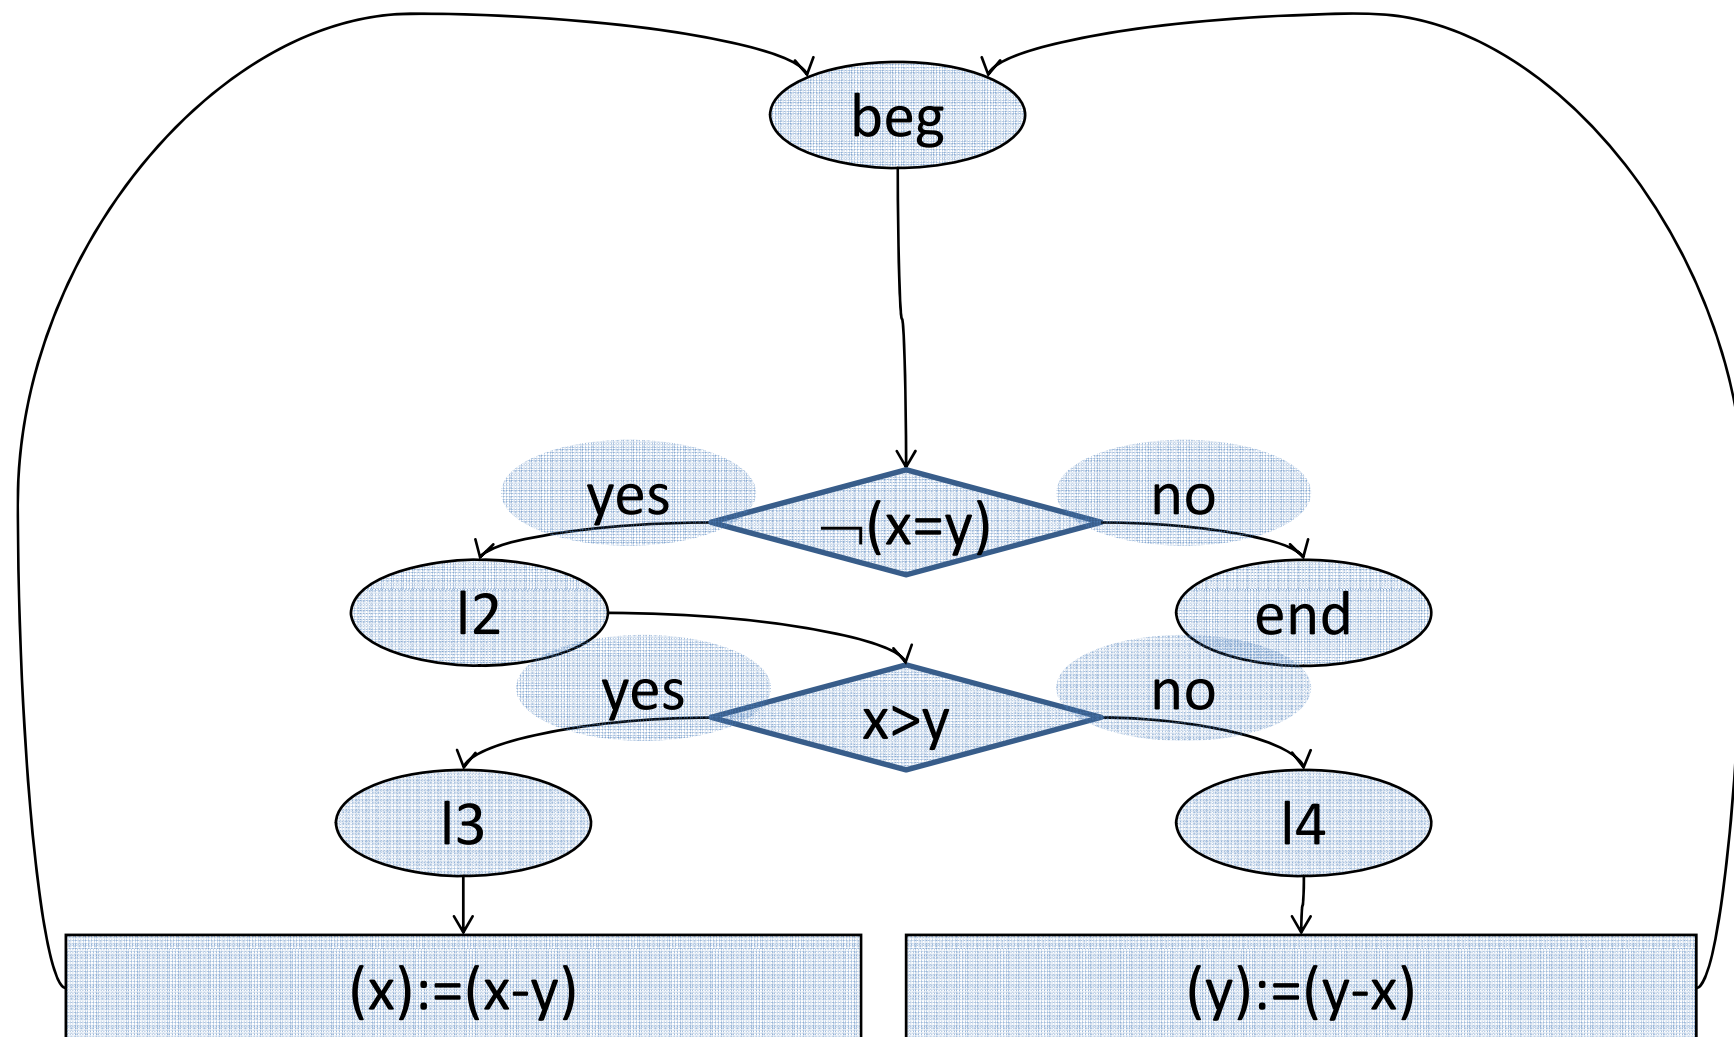 beg
yes
¬(x=y)
no
l2
end
yes
x>y
no
l3
l4
(x):=(x-y)
(y):=(y-x)